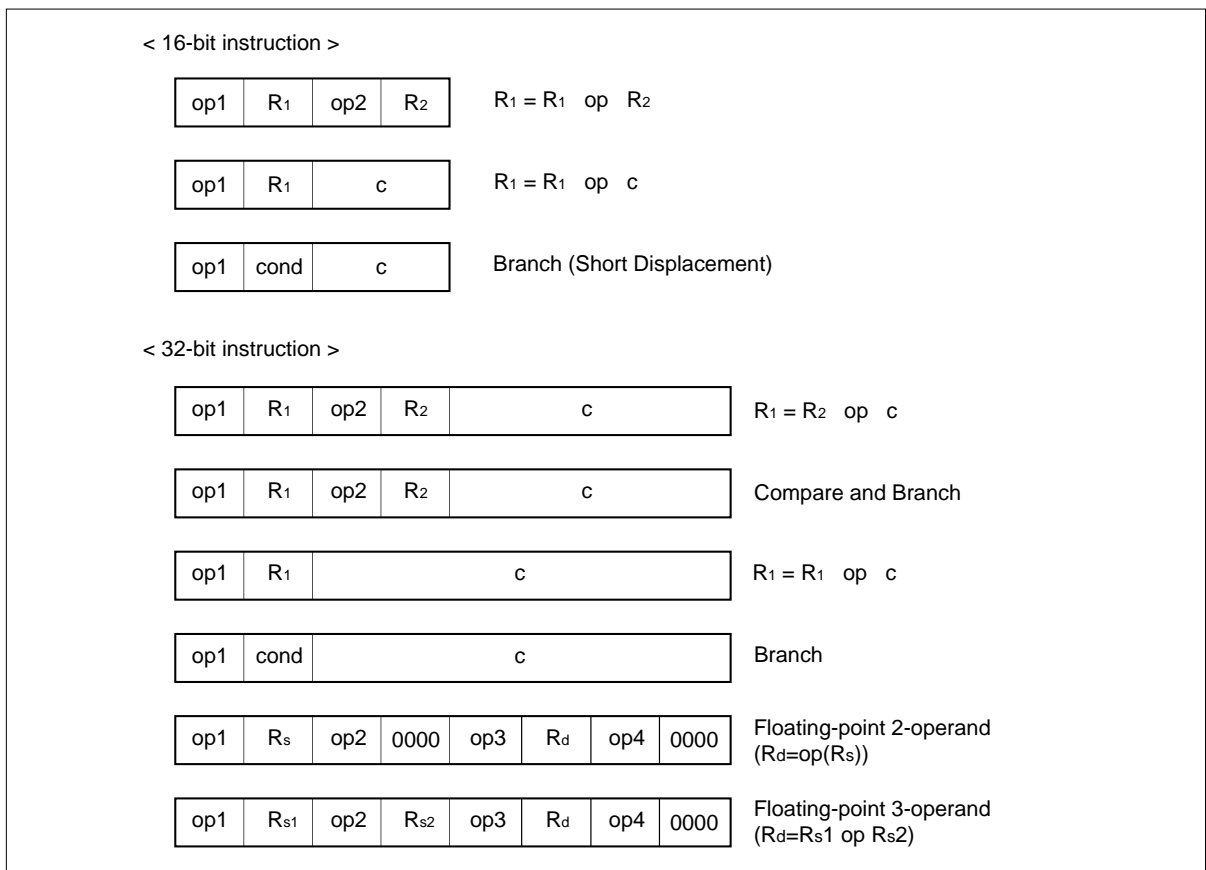 < 16-bit instruction >
op1 R1 op2 R2 R1 = R1 op R2
op1 R1 c R1 = R1 op c
op1 cond c Branch (Short Displacement)
< 32-bit instruction >
op1 R1 op2 R2 c R1 = R2 op c
op1 R1 op2 R2 c Compare and Branch
op1 R1 c R1 = R1 op c
op1 cond c Branch
op1 Rs op2 0000 op3 Rd op4 0000 Floating-point 2-operand
(Rd=op(Rs))
op1 Rs1 op2 Rs2 op3 Rd op4 0000 Floating-point 3-operand
(Rd=Rs1 op Rs2)